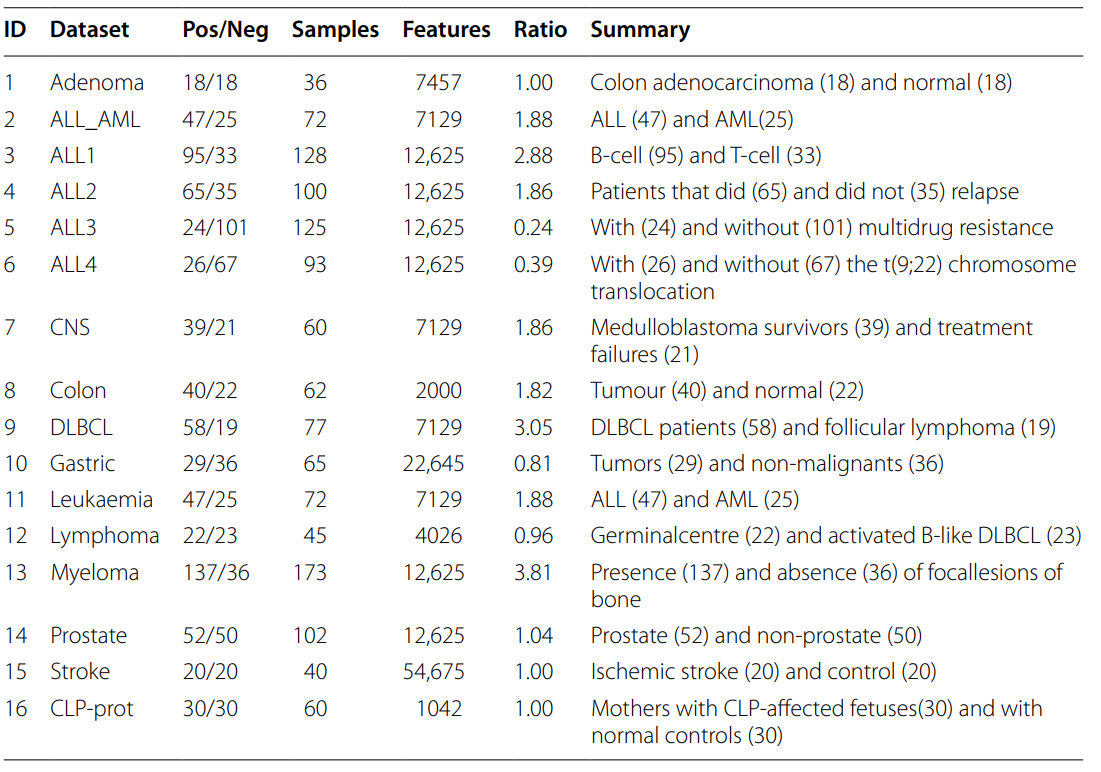 ID Dataset Pos/Neg Samples Features Ratio Summary
1 Adenoma 18/18 36 7457 1.00 Colon adenocarcinoma (18) and normal (18)
2 ALL_AML 47/25 72 7129 1.88 ALL (47) and AML(25)
3 ALL1 95/33 128 12,625 2.88 B-cell (95) and T-cell (33)
4 ALL2 65/35 100 12,625 1.86 Patients that did (65) and did not (35) relapse
5 ALL3 24/101 125 12,625 0.24 With (24) and without (101) multidrug resistance
6 ALL4 26/67 93 12,625 0.39 With (26) and without (67) the t(9;22) chromosome
translocation
7 CNS 39/21 60 7129 1.86 Medulloblastoma survivors (39) and treatment
failures (21)
8 Colon 40/22 62 2000 1.82 Tumour (40) and normal (22)
9 DLBCL 58/19 77 7129 3.05 DLBCL patients (58) and follicular lymphoma (19)
10 Gastric 29/36 65 22,645 0.81 Tumors (29) and non-malignants (36)
11 Leukaemia 47/25 72 7129 1.88 ALL (47) and AML (25)
12 Lymphoma 22/23 45 4026 0.96 Germinalcentre (22) and activated B-like DLBCL (23)
13 Myeloma 137/36 173 12,625 3.81 Presence (137) and absence (36) of focallesions of
bone
14 Prostate 52/50 102 12,625 1.04 Prostate (52) and non-prostate (50)
15 Stroke 20/20 40 54,675 1.00 Ischemic stroke (20) and control (20)
16 CLP-prot 30/30 60 1042 1.00 Mothers with CLP-affected fetuses(30) and with
normal controls (30)